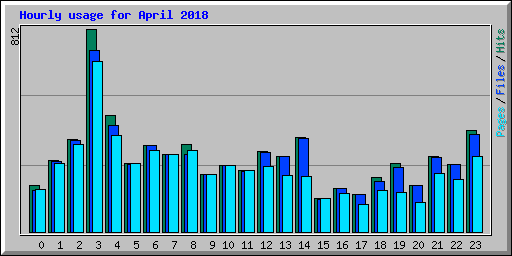 Hourly usage for April 2018
812
Pages / Files / Hits
0 1 2 3 4 5 6 7 8 9 10 11 12 13 14 15 16 17 18 19 20 21 22 23